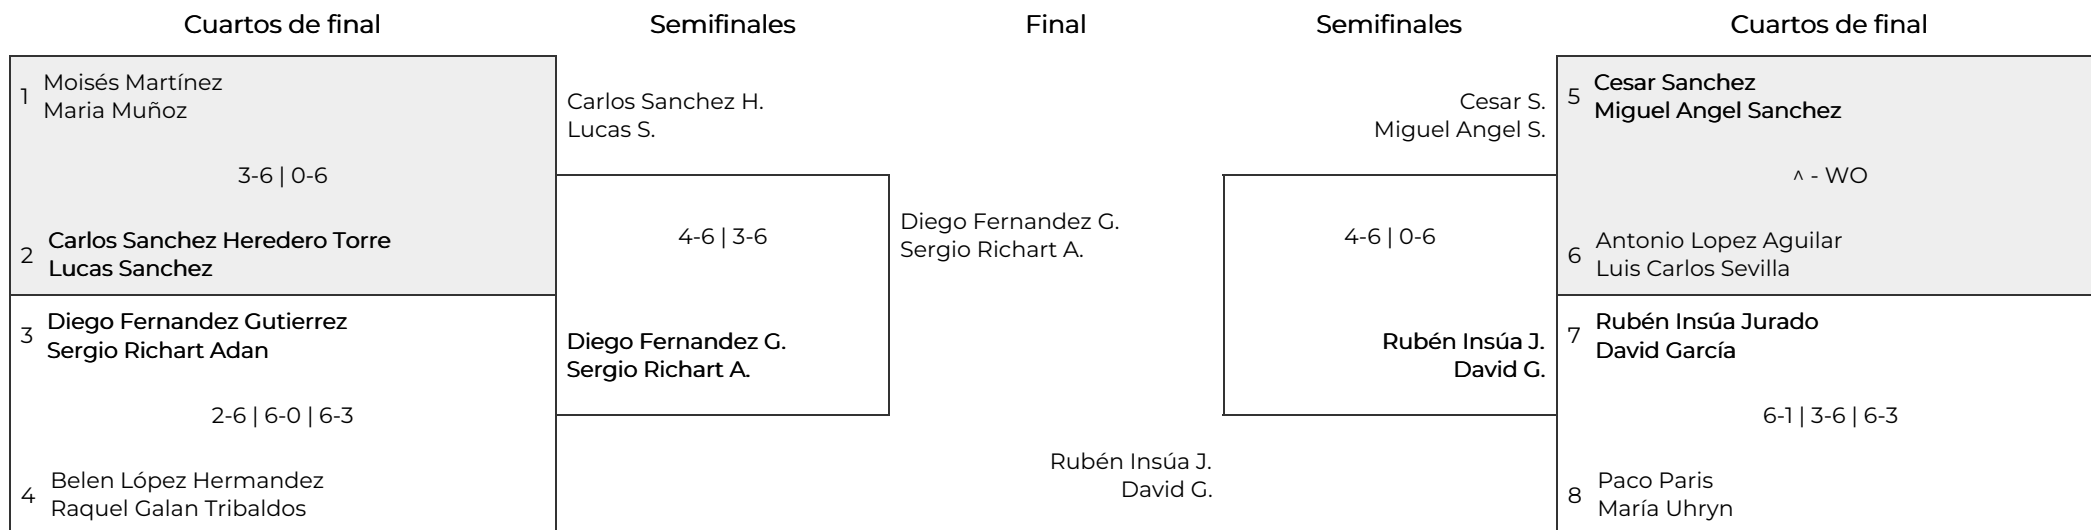 Cuartos de final
Semifinales
Final
Semifinales
Cuartos de final
1
Moisés Martínez
Maria Muñoz
3-6 | 0-6
2
Carlos Sanchez Heredero Torre
Lucas Sanchez
3
Diego Fernandez Gutierrez
Sergio Richart Adan
2-6 | 6-0 | 6-3
4
Belen López Hermandez
Raquel Galan Tribaldos
Carlos Sanchez H.
Lucas S.
4-6 | 3-6
Diego Fernandez G.
Sergio Richart A.
Diego Fernandez G.
Sergio Richart A.
Rubén Insúa J.
David G.
Cesar S.
Miguel Angel S.
4-6 | 0-6
Rubén Insúa J.
David G.
5
Cesar Sanchez
Miguel Angel Sanchez
^ - WO
6
Antonio Lopez Aguilar
Luis Carlos Sevilla
7
Rubén Insúa Jurado
David García
6-1 | 3-6 | 6-3
8
Paco Paris
María Uhryn